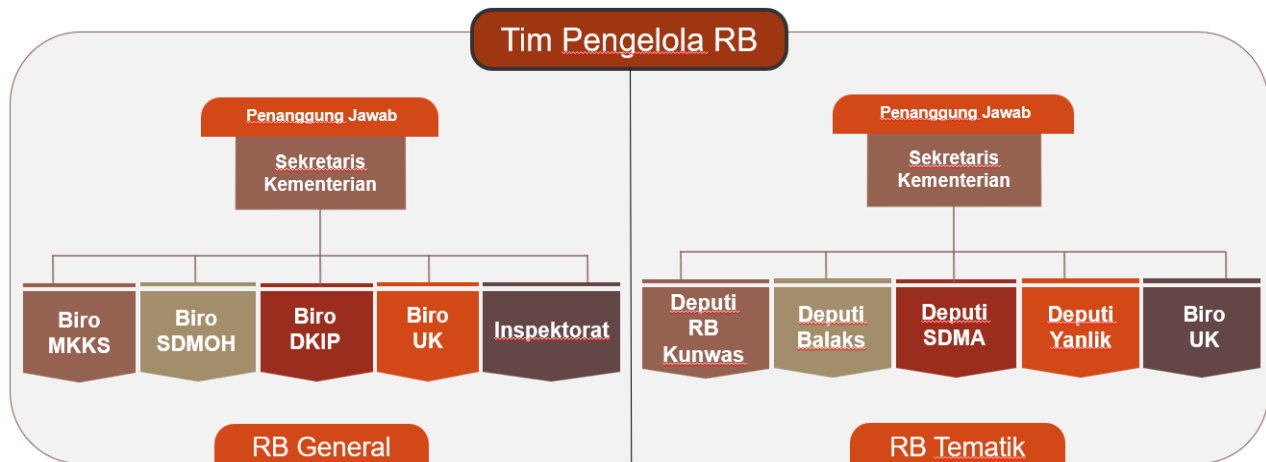 Tim Pengelola RB
Penanggung Jawab
Sekretaris
Kementerian
Biro
MKKS
Biro
SDMOH
Biro
DKIP
Biro
UK
Inspektorat
RB General
Penanggung Jawab
Sekretaris
Kementerian
Deputi
RB
Kunwas
Deputi
Balaks
Deputi
SDMA
Deputi
Yanlik
Biro
UK
RB Tematik